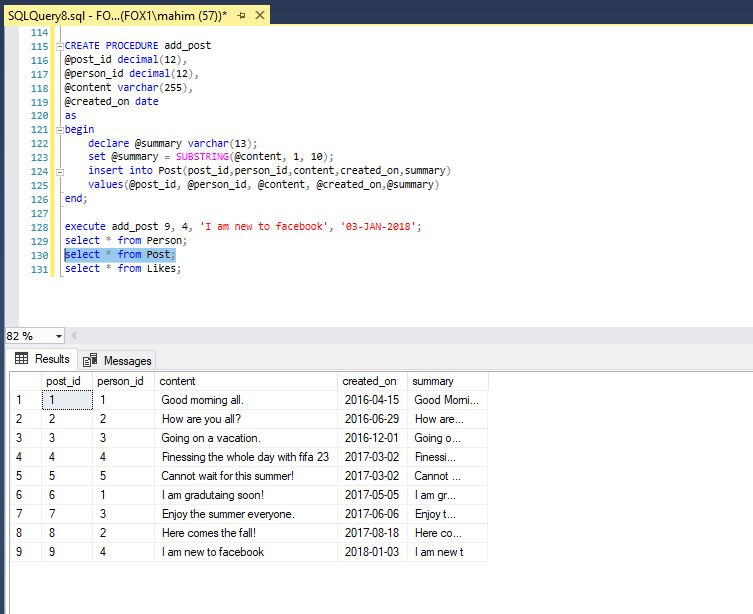 SQLQuery8.sql - FO...(FOX1\mahim (57))*
114
115 CREATE PROCEDURE add_post
116 @post_id decimal(12),
117 @person_id decimal(12),
118 @content varchar(255),
119 @created_on date
120 as
121 begin
122 declare @summary varchar(13);
123 set @summary = SUBSTRING(@content, 1, 10);
124 insert into Post(post_id,person_id,content,created_on,summary)
125 values(@post_id, @person_id, @content, @created_on,@summary)
126 end;
127
128 execute add_post 9, 4, 'I am new to facebook', '03-JAN-2018';
129 select * from Person;
130 select * from Post;
131 select * from Likes;
82 %
Results Messages
post_id person_id content created_on summary
1 1 1 Good morning all. 2016-04-15 Good Morni...
2 2 2 How are you all? 2016-06-29 How are...
3 3 3 Going on a vacation. 2016-12-01 Going o...
4 4 4 Finessing the whole day with fifa 23 2017-03-02 Finessi...
5 5 5 Cannot wait for this summer! 2017-03-02 Cannot ...
6 6 1 I am gradutaing soon! 2017-05-05 I am gr...
7 7 3 Enjoy the summer everyone. 2017-06-06 Enjoy t...
8 8 2 Here comes the fall! 2017-08-18 Here co...
9 9 4 I am new to facebook 2018-01-03 I am new t